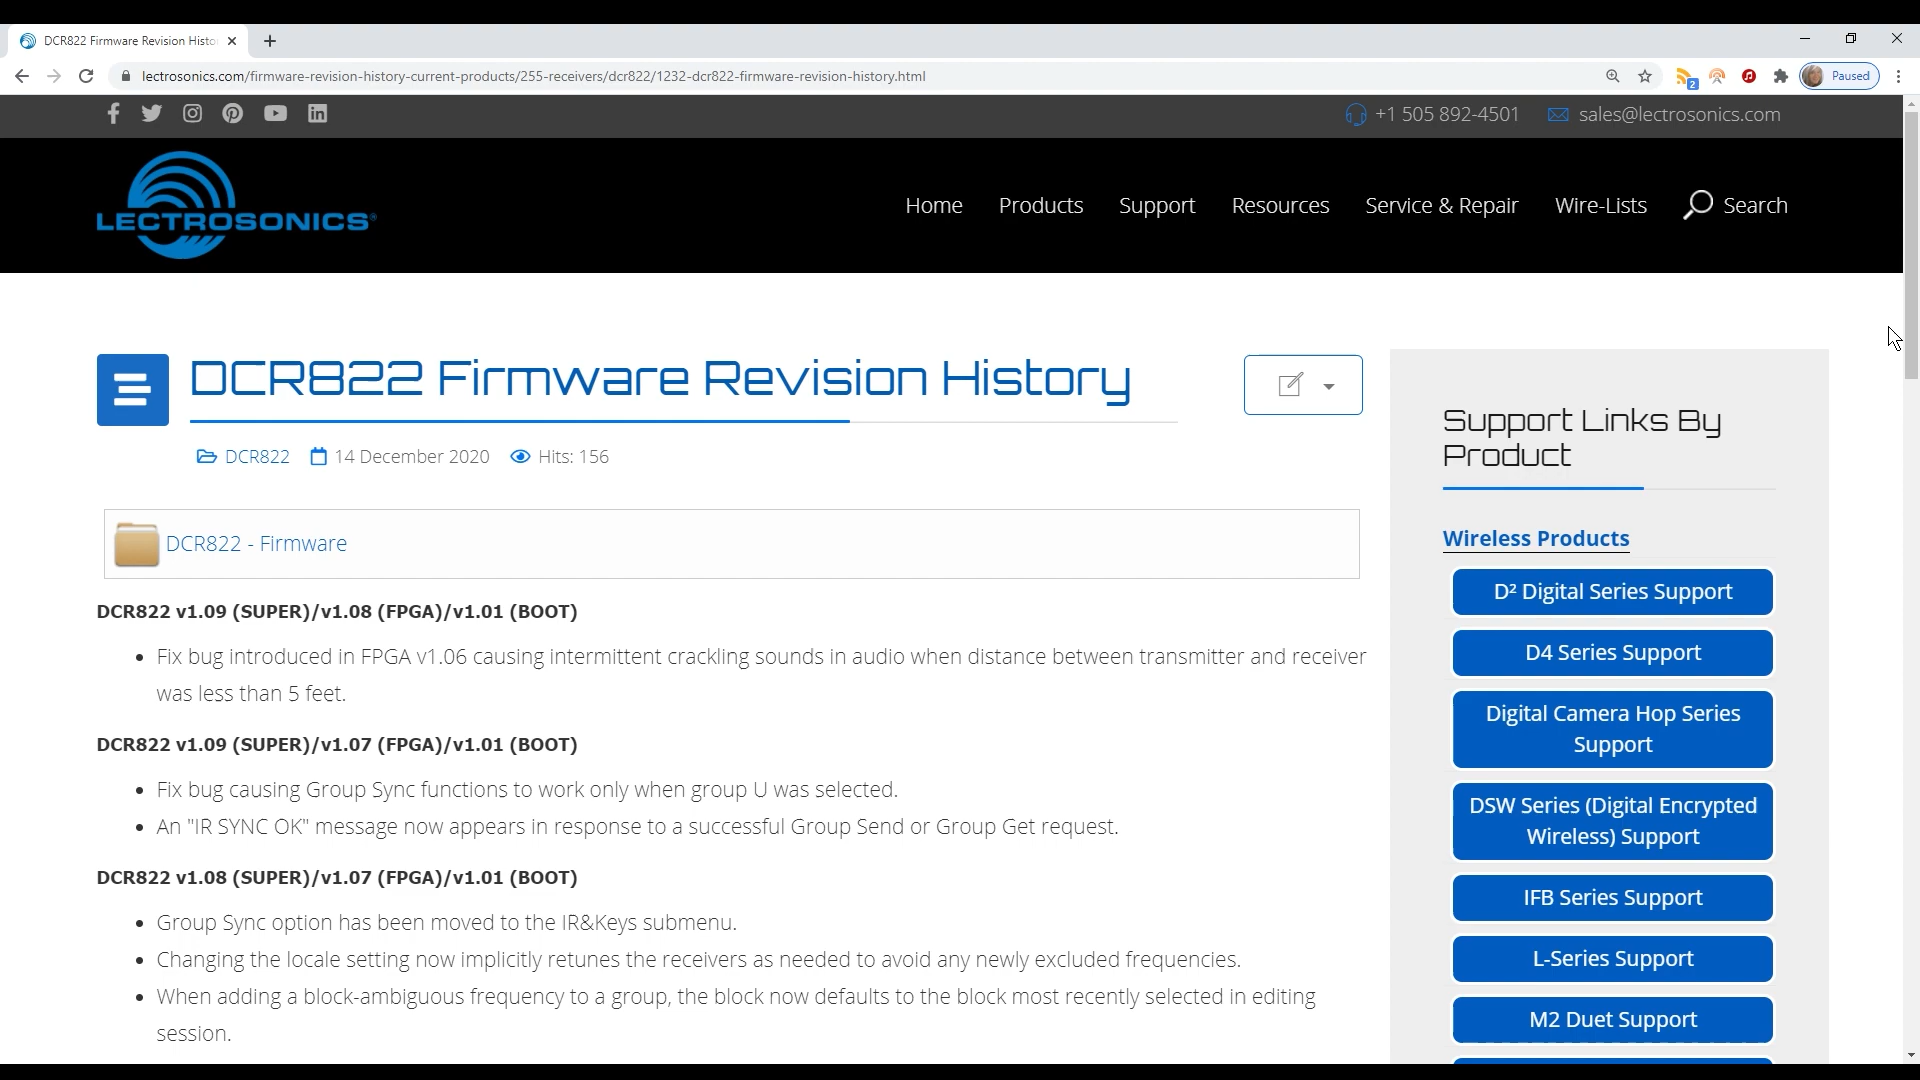 DCR822 Firmware Revision Histo
lectrosonics.com/firmware-revision-history-current-products/255-receivers/dcr822/1232-dcr822-firmware-revision-history.html
2
Paused
+1 505 892-4501
sales@lectrosonics.com
LECTROSONICS®
Home
Products
Support
Resources
Service & Repair
Wire-Lists
Search
DCR822 Firmware Revision History
DCR822
14 December 2020
Hits: 156
DCR822 - Firmware
DCR822 v1.09 (SUPER)/v1.08 (FPGA)/v1.01 (BOOT)
• Fix bug introduced in FPGA v1.06 causing intermittent crackling sounds in audio when distance between transmitter and receiver
was less than 5 feet.
DCR822 v1.09 (SUPER)/v1.07 (FPGA)/v1.01 (BOOT)
• Fix bug causing Group Sync functions to work only when group U was selected.
• An "IR SYNC OK" message now appears in response to a successful Group Send or Group Get request.
DCR822 v1.08 (SUPER)/v1.07 (FPGA)/v1.01 (BOOT)
• Group Sync option has been moved to the IR&Keys submenu.
• Changing the locale setting now implicitly retunes the receivers as needed to avoid any newly excluded frequencies.
• When adding a block-ambiguous frequency to a group, the block now defaults to the block most recently selected in editing
session.
Support Links By
Product
Wireless Products
D² Digital Series Support
D4 Series Support
Digital Camera Hop Series
Support
DSW Series (Digital Encrypted
Wireless) Support
IFB Series Support
L-Series Support
M2 Duet Support